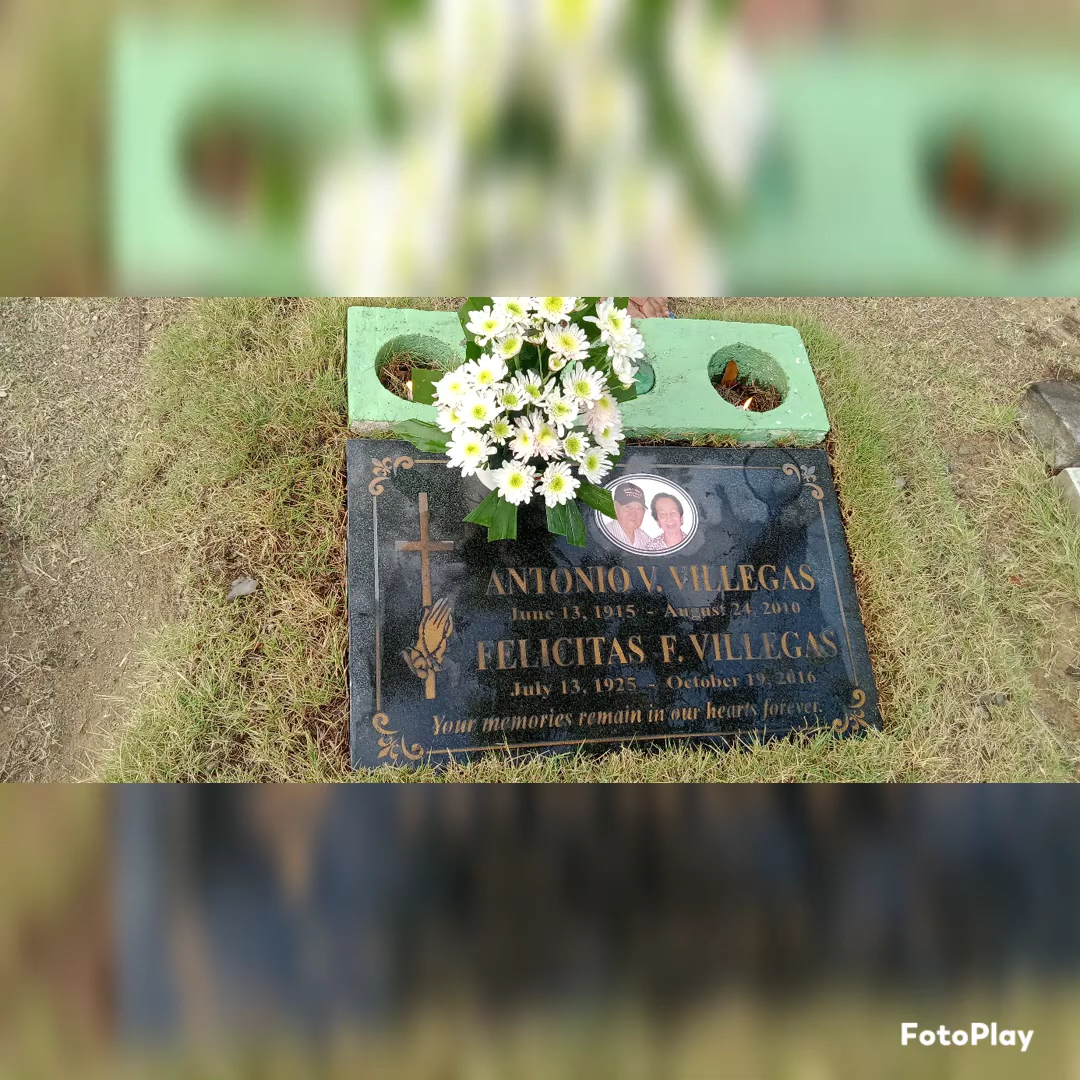 ANTONIO V. VILLEGAS
June 13, 1915 - August 24, 2010
FELICITAS F. VILLEGAS
July 13, 1925 - October 19, 2016
Your memories remain in our hearts forever.
FotoPlay